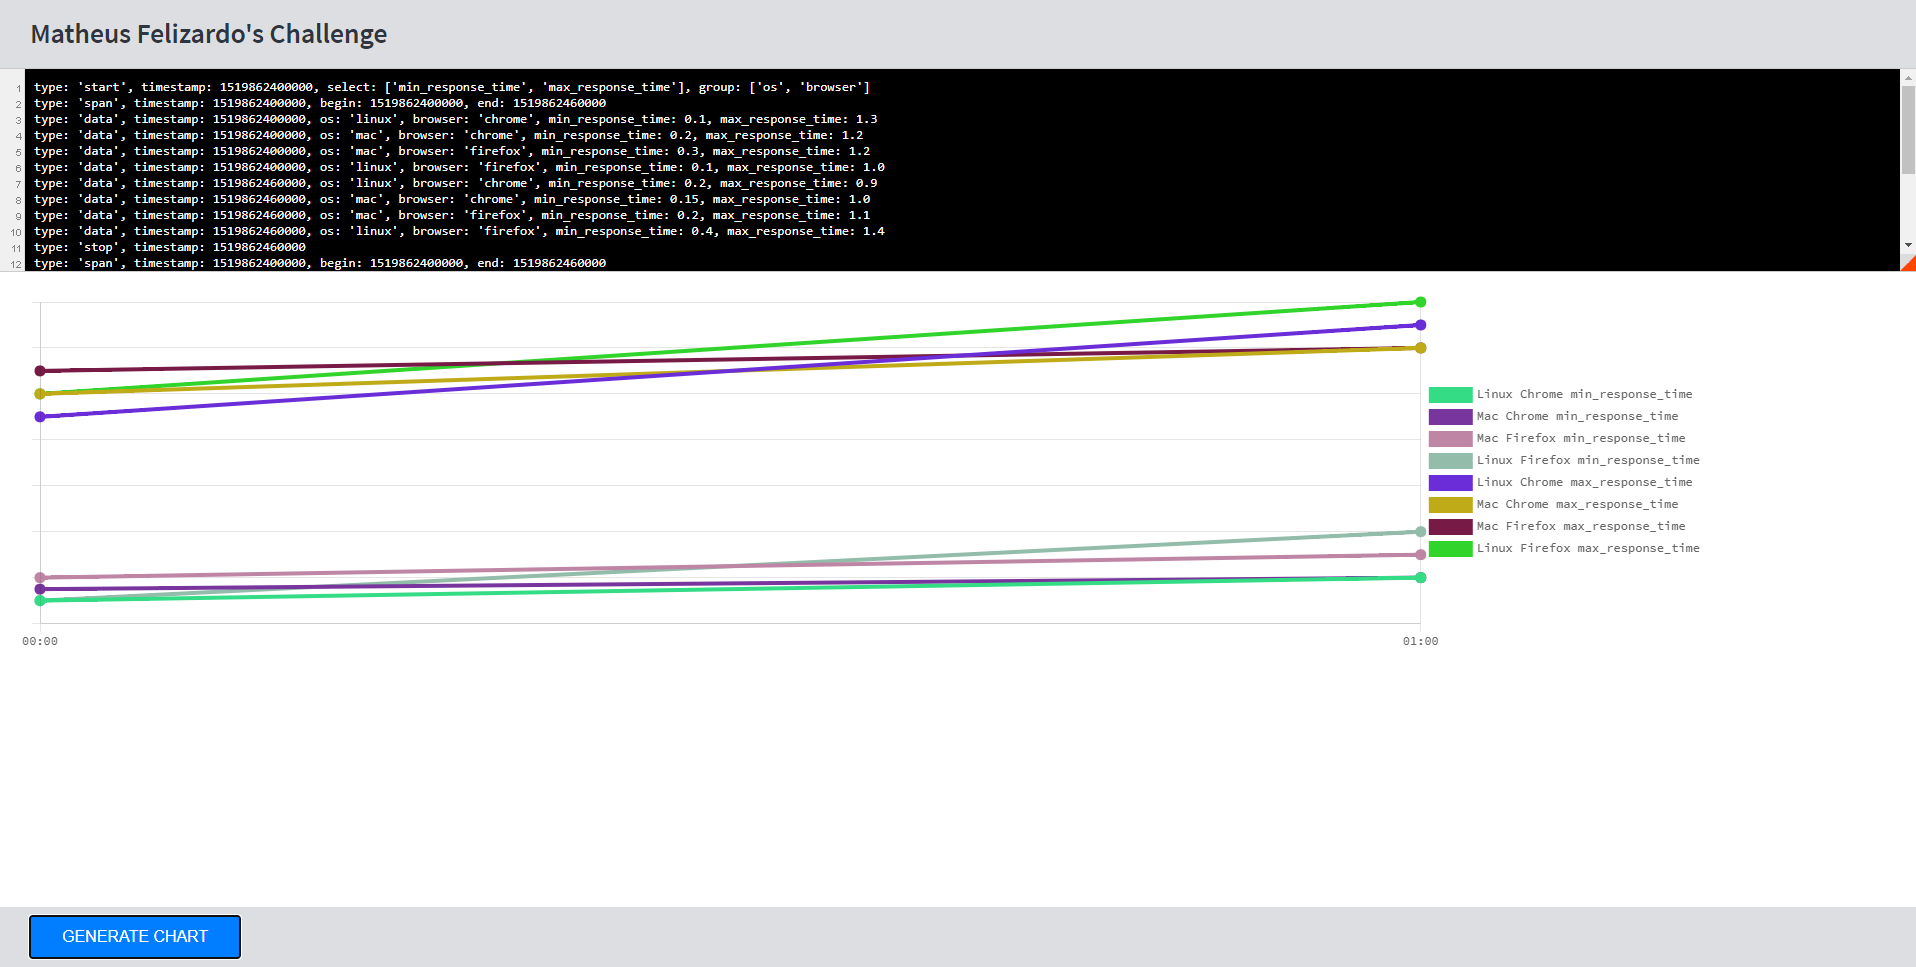 Matheus Felizardo's Challenge
1 type: 'start', timestamp: 1519862400000, select: ['min_response_time', 'max_response_time'], group: ['os', 'browser']
2 type: 'span', timestamp: 1519862400000, begin: 1519862400000, end: 1519862460000
3 type: 'data', timestamp: 1519862400000, os: 'linux', browser: 'chrome', min_response_time: 0.1, max_response_time: 1.3
4 type: 'data', timestamp: 1519862400000, os: 'mac', browser: 'chrome', min_response_time: 0.2, max_response_time: 1.2
5 type: 'data', timestamp: 1519862400000, os: 'mac', browser: 'firefox', min_response_time: 0.3, max_response_time: 1.2
6 type: 'data', timestamp: 1519862400000, os: 'linux', browser: 'firefox', min_response_time: 0.1, max_response_time: 1.0
7 type: 'data', timestamp: 1519862460000, os: 'linux', browser: 'chrome', min_response_time: 0.2, max_response_time: 0.9
8 type: 'data', timestamp: 1519862460000, os: 'mac', browser: 'chrome', min_response_time: 0.15, max_response_time: 1.0
9 type: 'data', timestamp: 1519862460000, os: 'mac', browser: 'firefox', min_response_time: 0.2, max_response_time: 1.1
10 type: 'data', timestamp: 1519862460000, os: 'linux', browser: 'firefox', min_response_time: 0.4, max_response_time: 1.4
11 type: 'stop', timestamp: 1519862460000
12 type: 'span', timestamp: 1519862400000, begin: 1519862400000, end: 1519862460000
Linux Chrome min_response_time
Mac Chrome min_response_time
Mac Firefox min_response_time
Linux Firefox min_response_time
Linux Chrome max_response_time
Mac Chrome max_response_time
Mac Firefox max_response_time
Linux Firefox max_response_time
00:00 01:00
GENERATE CHART